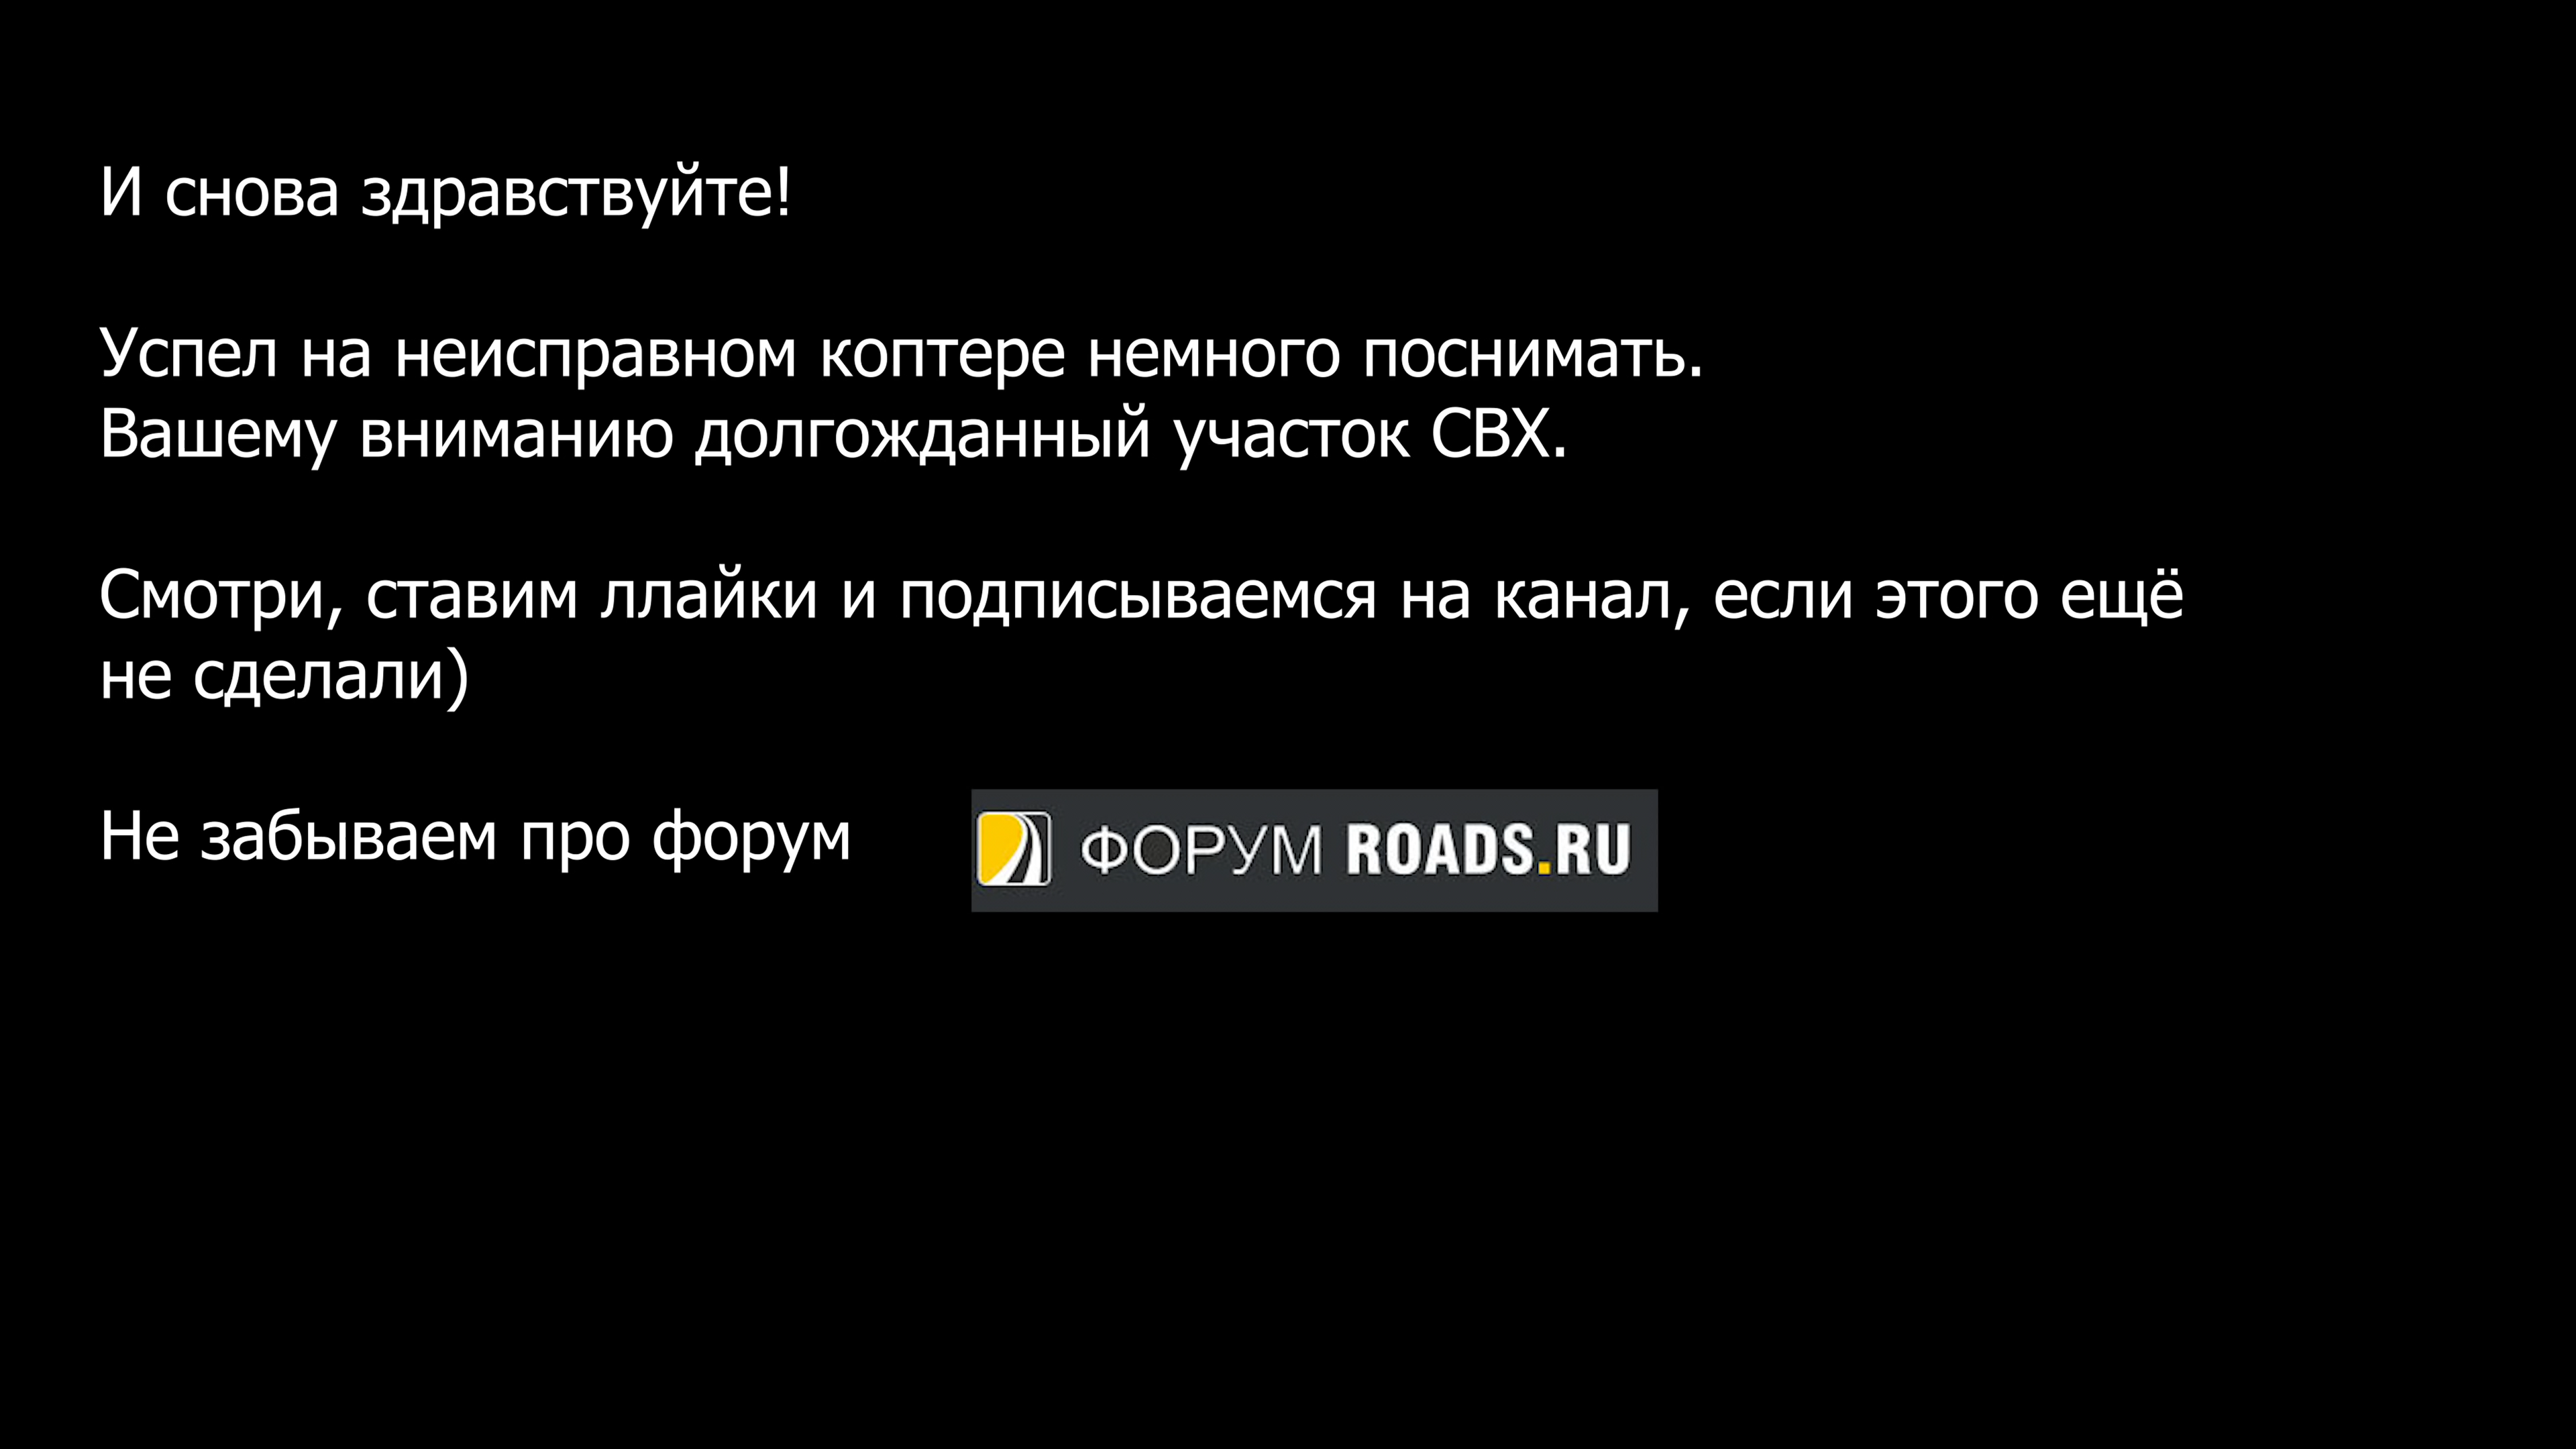 И снова здравствуйте!
Успел на неисправном коптере немного поснимать.
Вашему вниманию долгожданный участок СВХ.
Смотри, ставим ллайки и подписываемся на канал, если этого ещё
не сделали)
Не забываем про форум ФОРУМ ROADS.RU